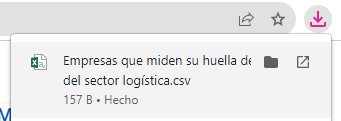 Empresas que miden su huella de
del sector logística.csv
157 B • Hecho